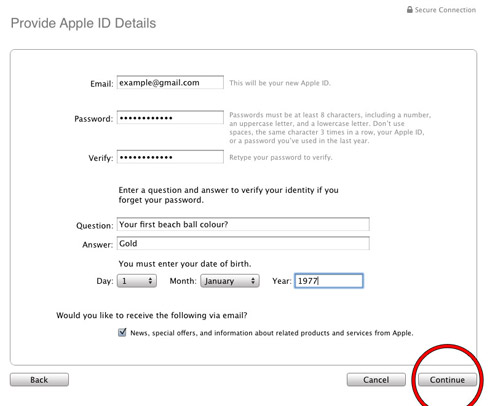 Secure Connection
Provide Apple ID Details
Email: example@gmail.com This will be your new Apple ID.
Password: •••••••••••• Passwords must be at least 8 characters, including a number,
an uppercase letter, and a lowercase letter. Don't use
spaces, the same character 3 times in a row, your Apple ID,
or a password you've used in the last year.
Verify: •••••••••••• Retype your password to verify.
Enter a question and answer to verify your identity if you
forget your password.
Question: Your first beach ball colour?
Answer: Gold
You must enter your date of birth.
Day: 1 Month: January Year: 1977
Would you like to receive the following via email?
News, special offers, and information about related products and services from Apple.
Back Cancel Continue